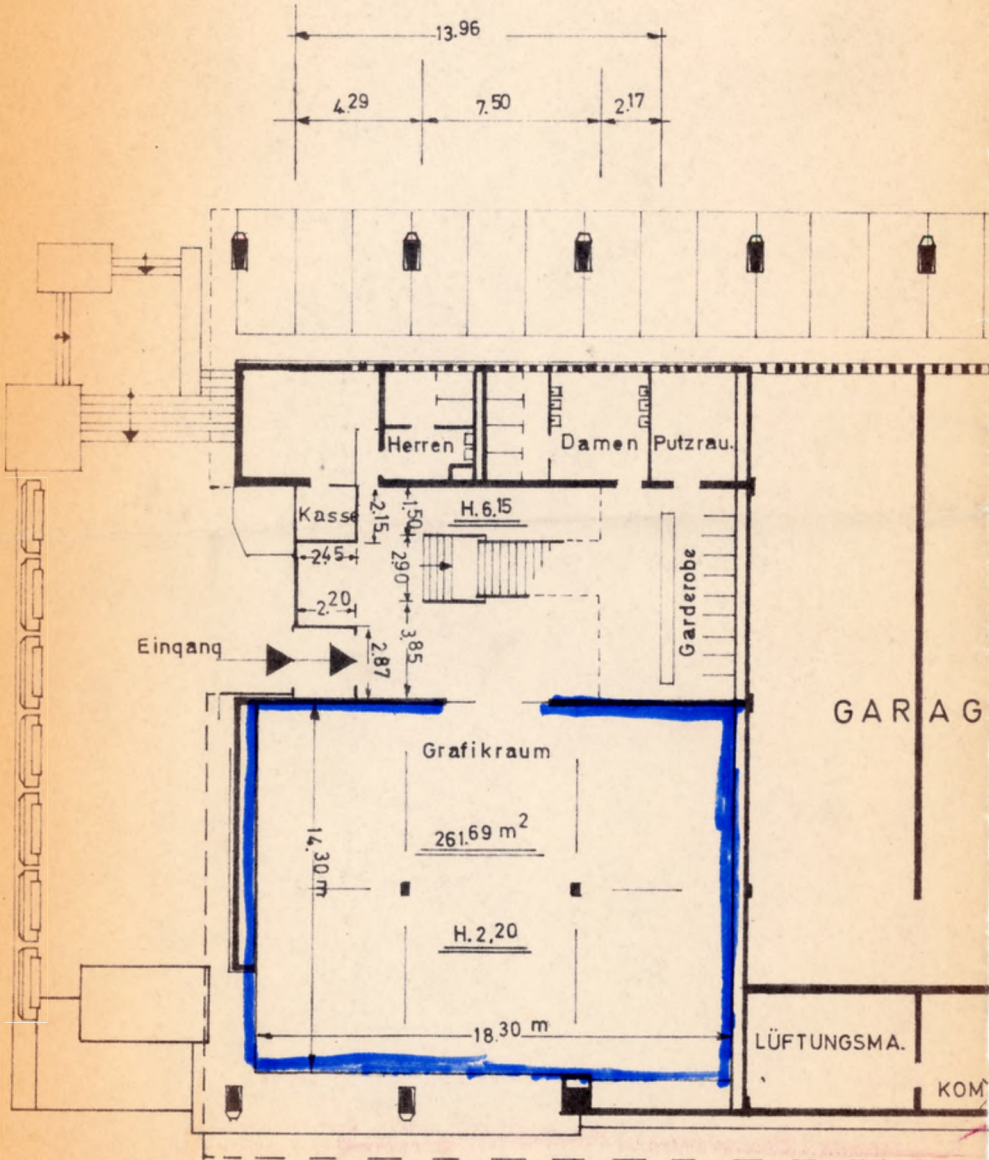 13.96
4.29
7.50
2.17
Herren
Damen
Putzrau.
Kasse
2.15
1.50
H.6.15
2.45
2.90
2.20
Garderobe
Eingang
2.87
3.85
GARAG
Grafikraum
261.69 m²
14.30 m
H.2,20
18.30 m
LÜFTUNGSMA.
KOM